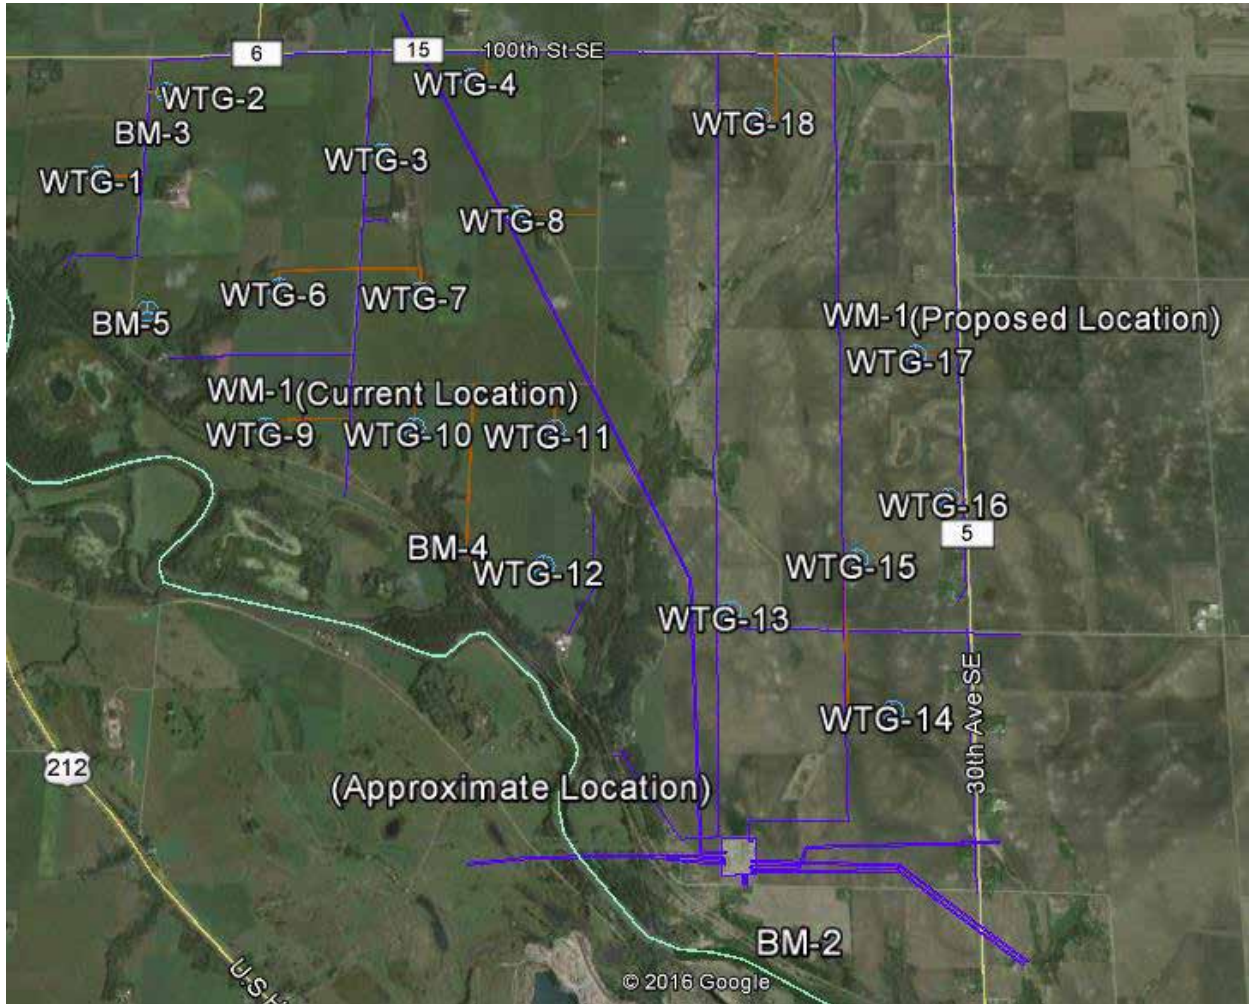 6
15
100th St SE
WTG-2
WTG-4
BM-3
WTG-18
WTG-3
WTG-1
WTG-8
WTG-6
WTG-7
BM-5
WM-1(Proposed Location)
WTG-17
WM-1(Current Location)
WTG-9
WTG-10
WTG-11
WTG-16
5
BM-4
WTG-12
WTG-15
WTG-13
WTG-14
30th Ave SE
212
(Approximate Location)
BM-2
U.S H
© 2016 Google